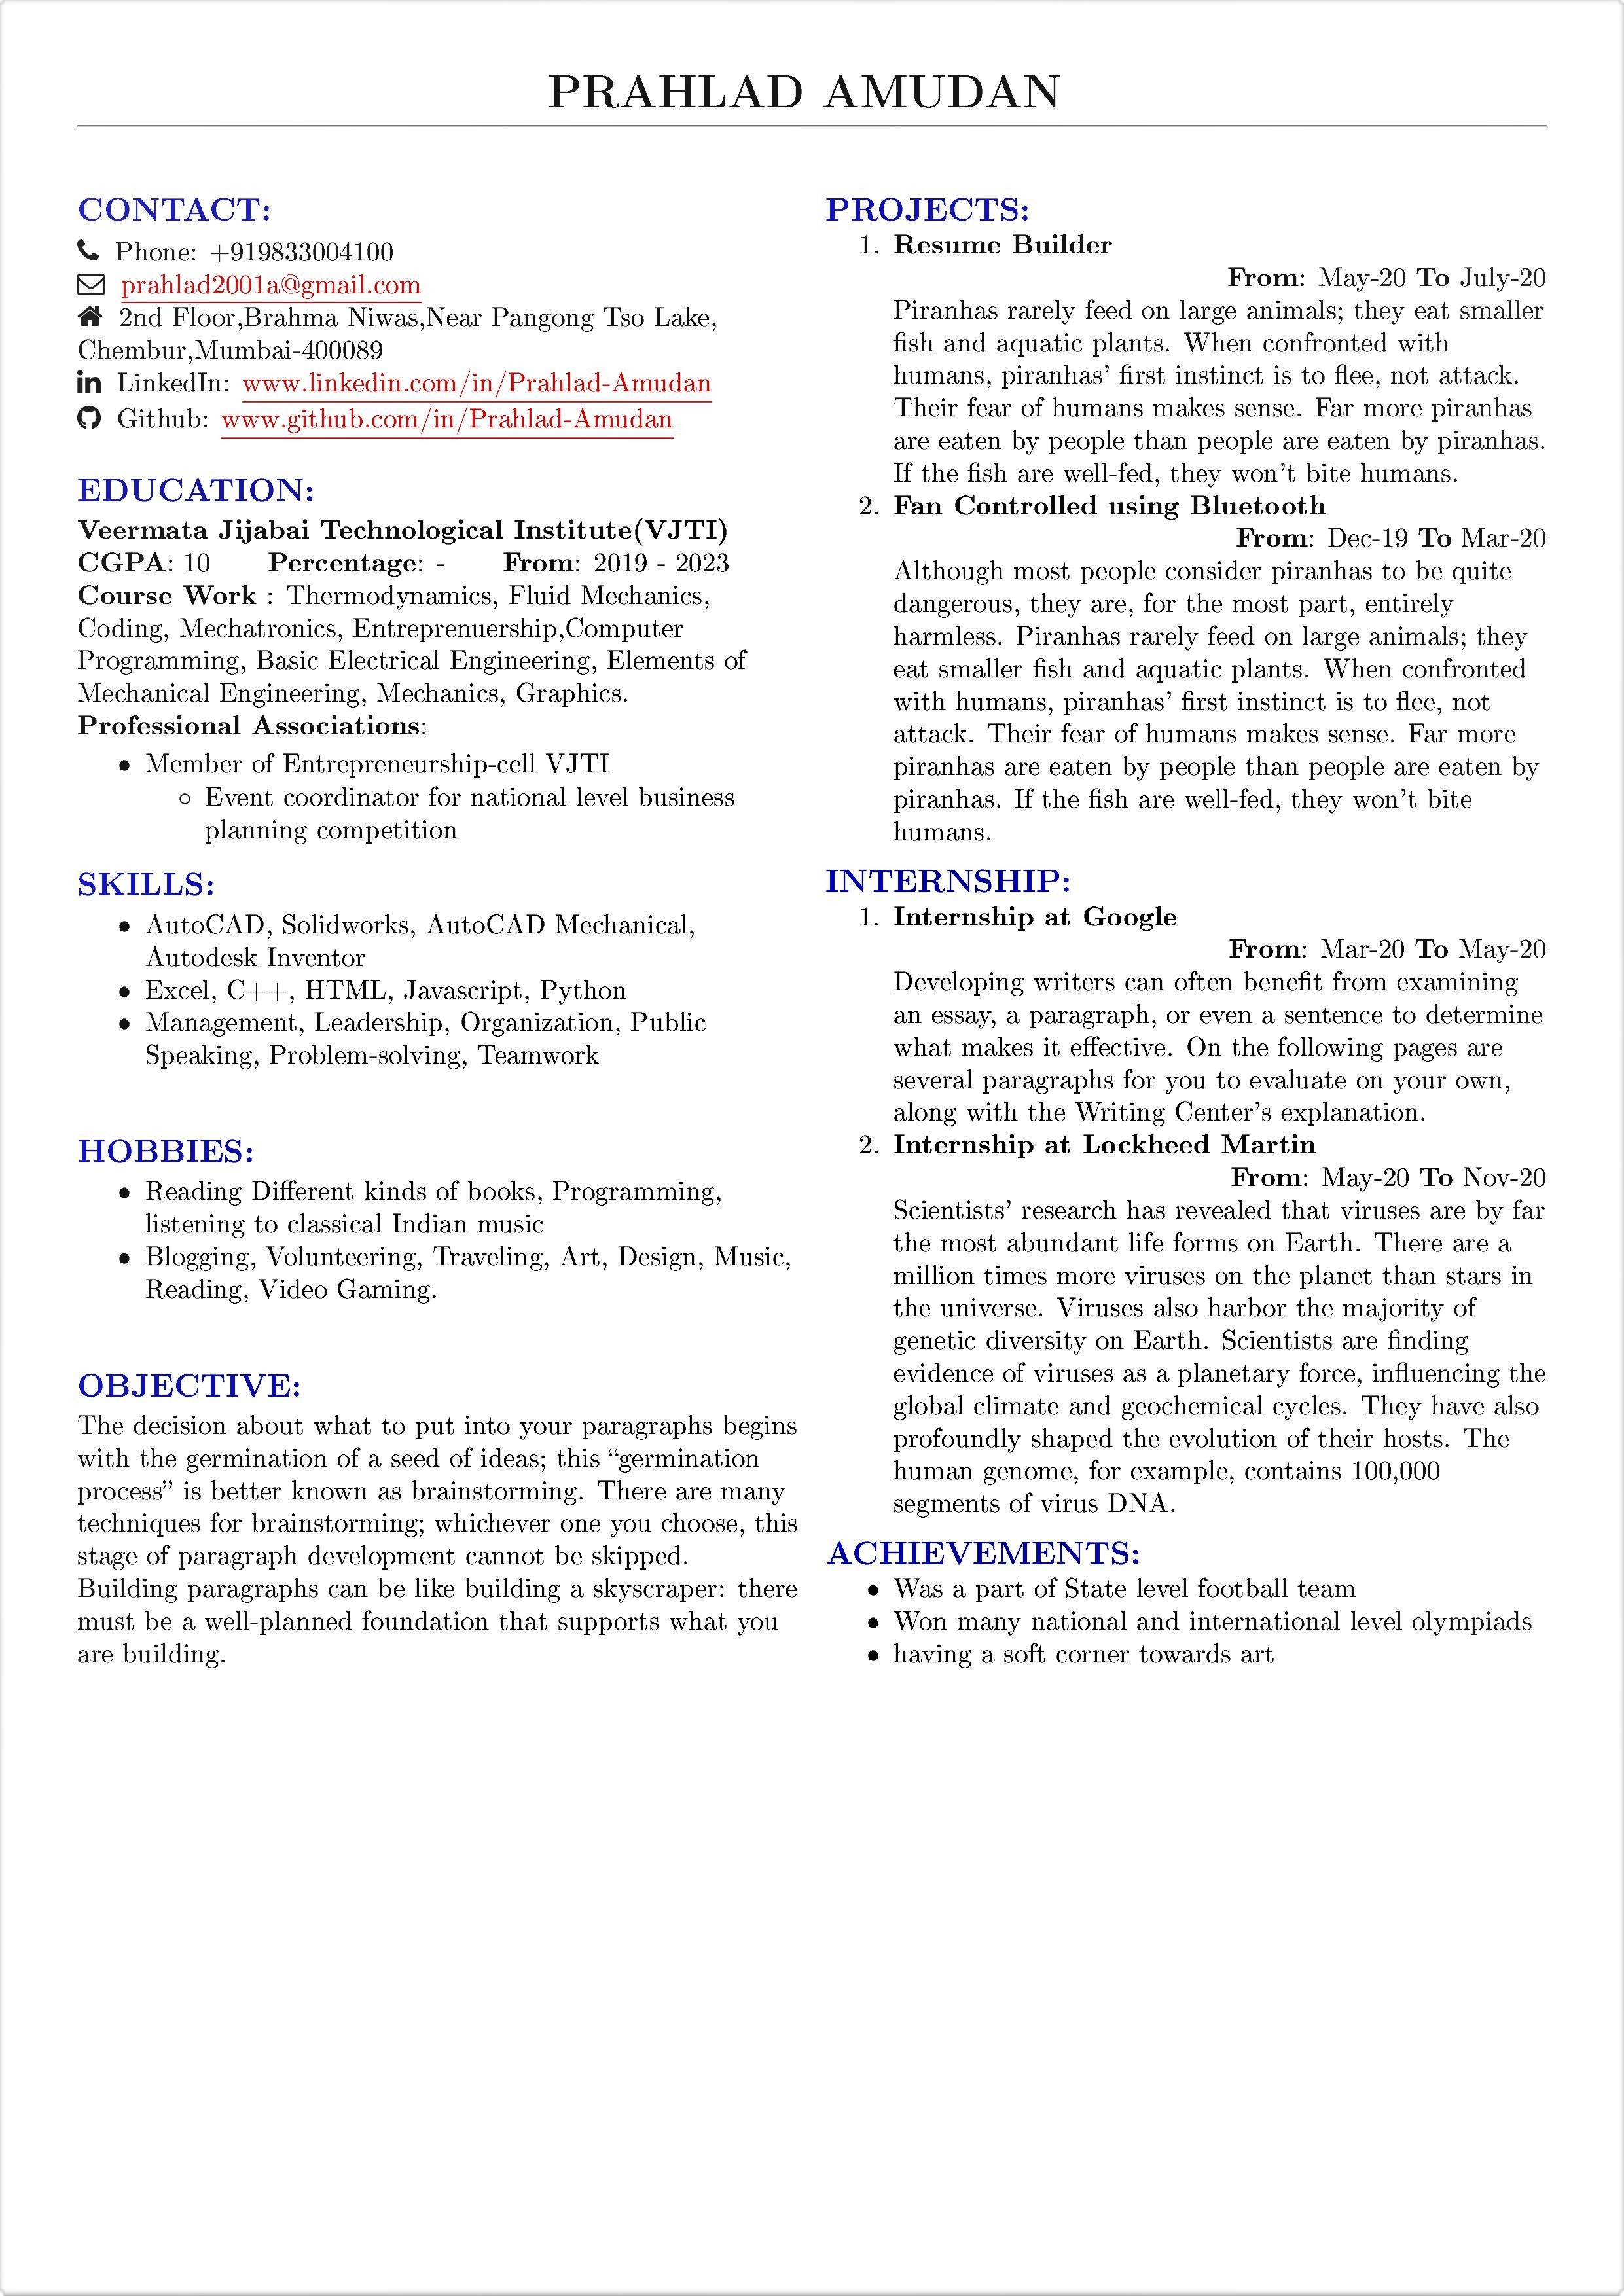 PRAHLAD AMUDAN
CONTACT:
Phone: +919833004100
prahlad2001a@gmail.com
2nd Floor,Brahma Niwas,Near Pangong Tso Lake,
Chembur,Mumbai-400089
LinkedIn: www.linkedin.com/in/Prahlad-Amudan
Github: www.github.com/in/Prahlad-Amudan
EDUCATION:
Veermata Jijabai Technological Institute(VJTI)
CGPA: 10 Percentage: - From: 2019 - 2023
Course Work : Thermodynamics, Fluid Mechanics,
Coding, Mechatronics, Entreprenuership,Computer
Programming, Basic Electrical Engineering, Elements of
Mechanical Engineering, Mechanics, Graphics.
Professional Associations:
• Member of Entrepreneurship-cell VJTI
◦ Event coordinator for national level business
planning competition
SKILLS:
• AutoCAD, Solidworks, AutoCAD Mechanical,
Autodesk Inventor
• Excel, C++, HTML, Javascript, Python
• Management, Leadership, Organization, Public
Speaking, Problem-solving, Teamwork
HOBBIES:
• Reading Different kinds of books, Programming,
listening to classical Indian music
• Blogging, Volunteering, Traveling, Art, Design, Music,
Reading, Video Gaming.
OBJECTIVE:
The decision about what to put into your paragraphs begins
with the germination of a seed of ideas; this “germination
process” is better known as brainstorming. There are many
techniques for brainstorming; whichever one you choose, this
stage of paragraph development cannot be skipped.
Building paragraphs can be like building a skyscraper: there
must be a well-planned foundation that supports what you
are building.
PROJECTS:
1. Resume Builder
From: May-20 To July-20
Piranhas rarely feed on large animals; they eat smaller
fish and aquatic plants. When confronted with
humans, piranhas’ first instinct is to flee, not attack.
Their fear of humans makes sense. Far more piranhas
are eaten by people than people are eaten by piranhas.
If the fish are well-fed, they won’t bite humans.
2. Fan Controlled using Bluetooth
From: Dec-19 To Mar-20
Although most people consider piranhas to be quite
dangerous, they are, for the most part, entirely
harmless. Piranhas rarely feed on large animals; they
eat smaller fish and aquatic plants. When confronted
with humans, piranhas’ first instinct is to flee, not
attack. Their fear of humans makes sense. Far more
piranhas are eaten by people than people are eaten by
piranhas. If the fish are well-fed, they won’t bite
humans.
INTERNSHIP:
1. Internship at Google
From: Mar-20 To May-20
Developing writers can often benefit from examining
an essay, a paragraph, or even a sentence to determine
what makes it effective. On the following pages are
several paragraphs for you to evaluate on your own,
along with the Writing Center’s explanation.
2. Internship at Lockheed Martin
From: May-20 To Nov-20
Scientists’ research has revealed that viruses are by far
the most abundant life forms on Earth. There are a
million times more viruses on the planet than stars in
the universe. Viruses also harbor the majority of
genetic diversity on Earth. Scientists are finding
evidence of viruses as a planetary force, influencing the
global climate and geochemical cycles. They have also
profoundly shaped the evolution of their hosts. The
human genome, for example, contains 100,000
segments of virus DNA.
ACHIEVEMENTS:
• Was a part of State level football team
• Won many national and international level olympiads
• having a soft corner towards art